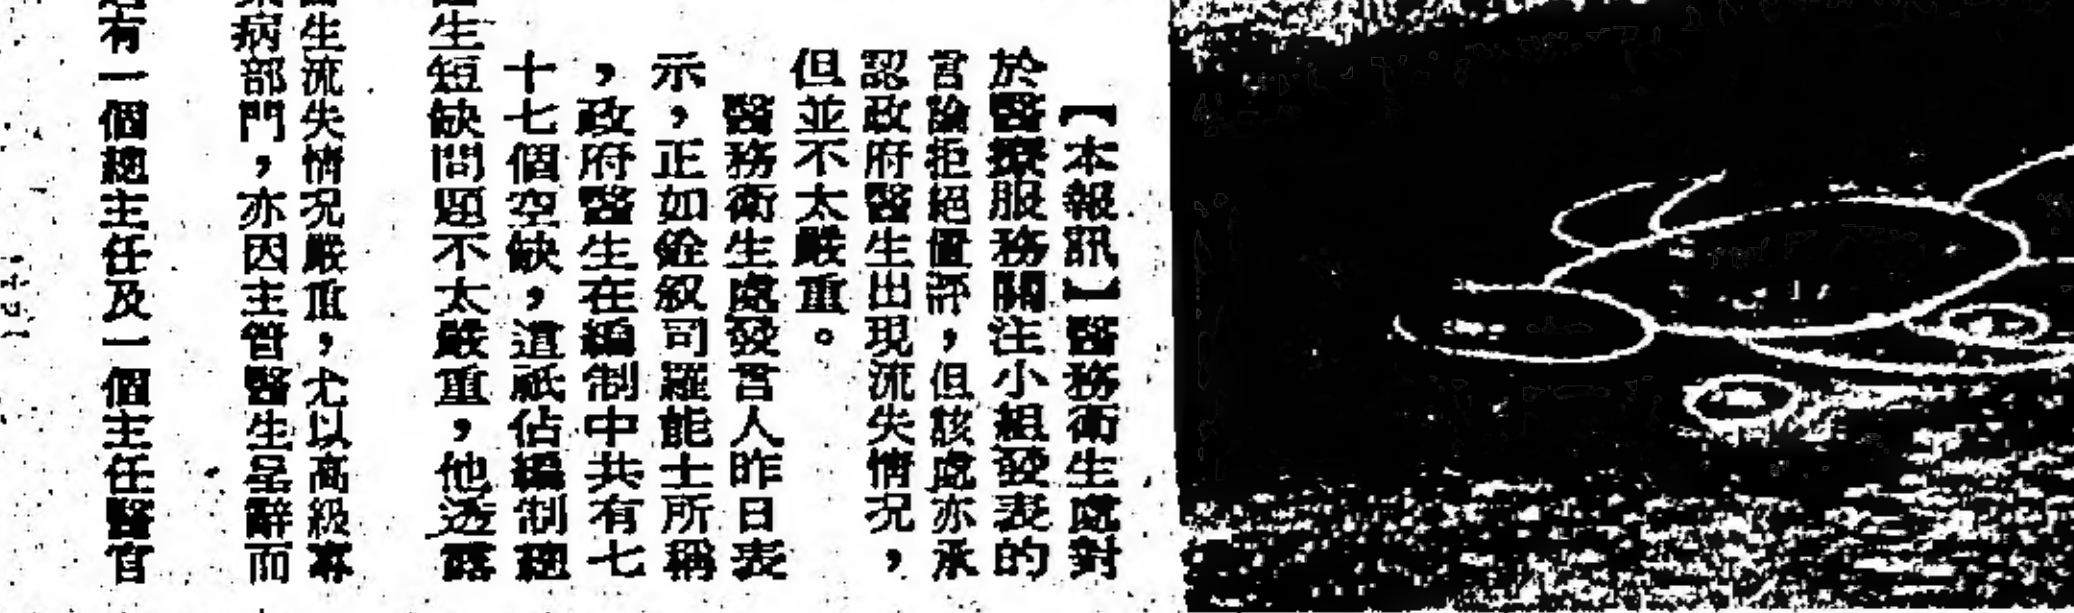 【本報訊】醫務衛生處對
於醫療服務關注小組發表的
言論拒絕置評，但該處亦承
認政府醫生出現流失情況，
但並不太嚴重。
醫務衛生處發言人昨日表
示，正如銓叙司羅能士所稱
，政府醫生在編制中共有七
十七個空缺，這祇佔編制總
生短缺問題不太嚴重，他透露
生流失情况嚴重，尤以高級專
病部門，亦因主管醫生呈辭而
有一個總主任及一個主任醫官